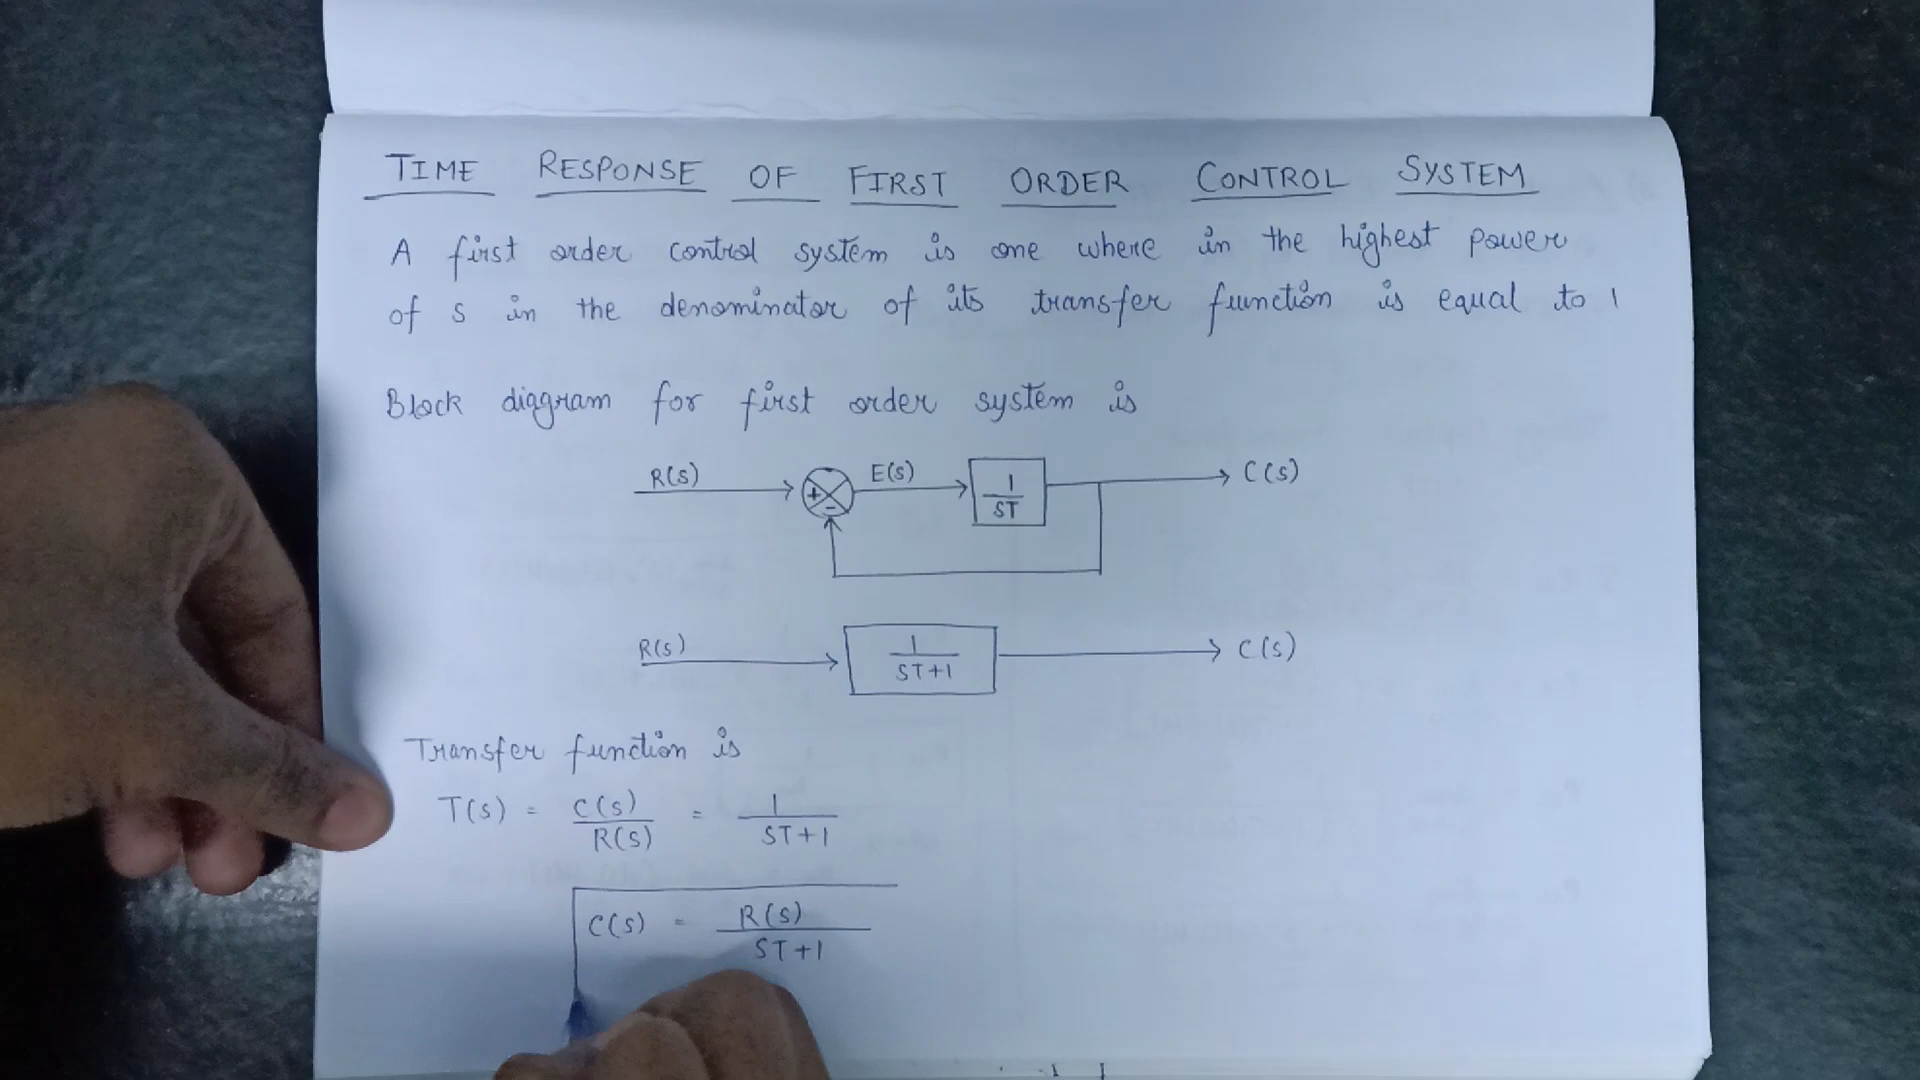 TIME RESPONSE OF FIRST ORDER CONTROL SYSTEM
A first order control system is one where in the highest power
of s in the denominator of its transfer function is equal to 1
Block diagram for first order system is
R(s) + - E(s) 1/ST C(s)
R(s) 1/ST+1 C(s)
Transfer function is
T(s) = C(s)/R(s) = 1/ST+1
C(s) = R(s)/ST+1